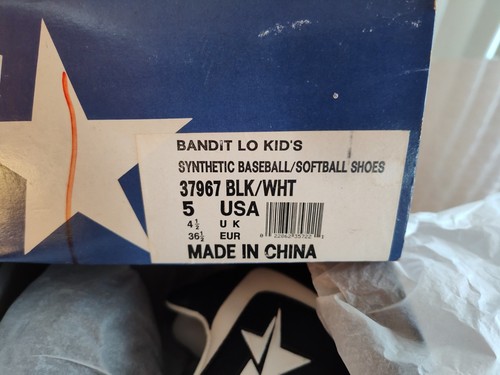 BANDIT LO KID'S
SYNTHETIC BASEBALL/SOFTBALL SHOES
37967 BLK/WHT
5 USA
4½ U K
36½ EUR
MADE IN CHINA